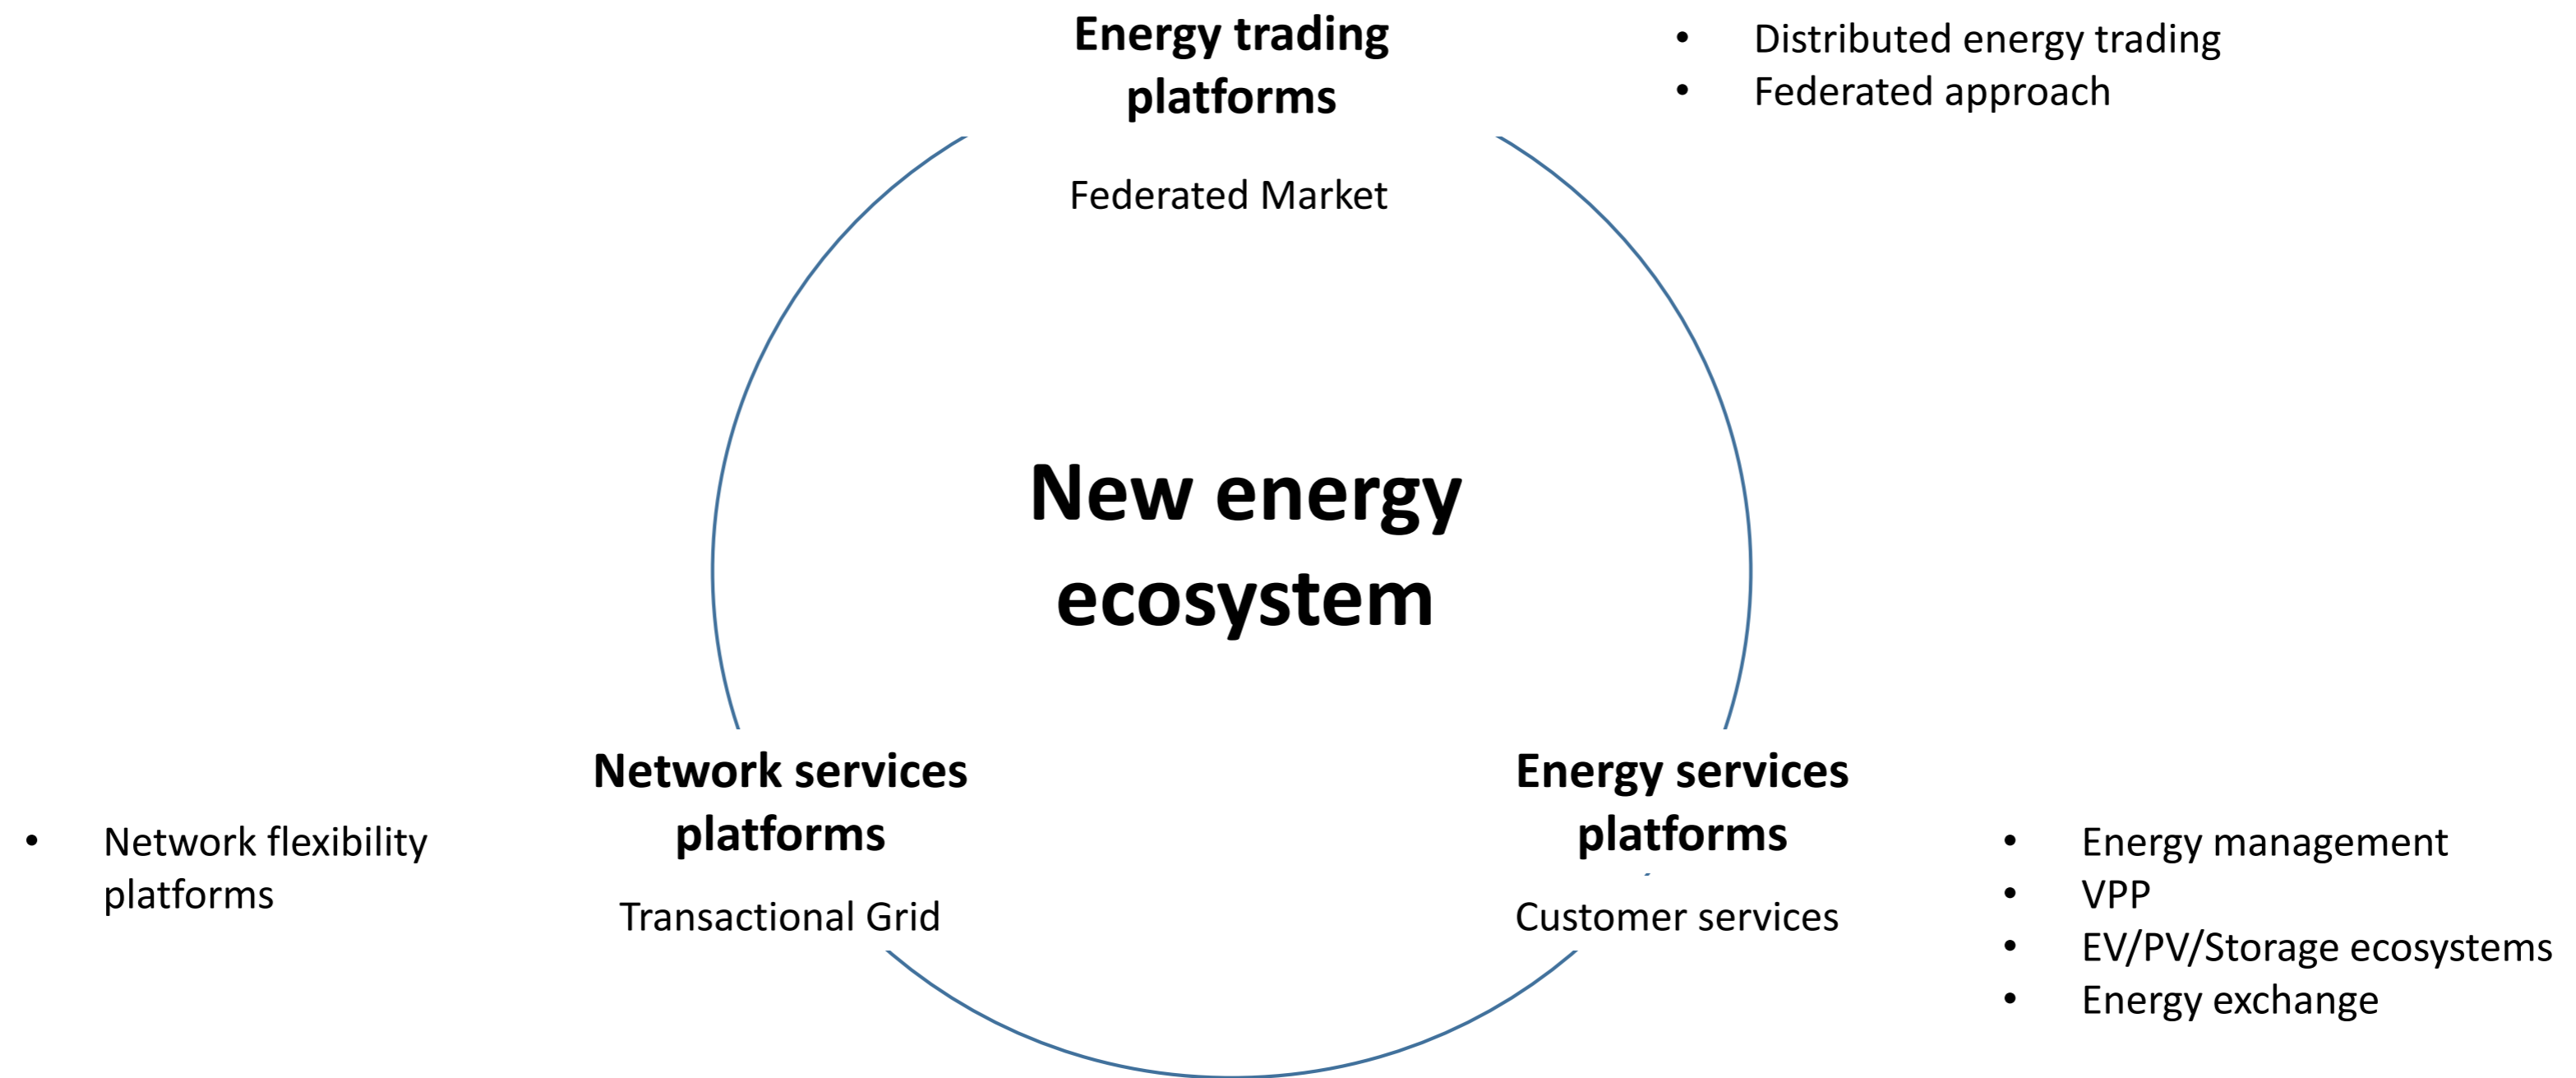 Energy trading
platforms
Federated Market
• Distributed energy trading
• Federated approach
New energy
ecosystem
Network services
platforms
Transactional Grid
• Network flexibility
platforms
Energy services
platforms
Customer services
• Energy management
• VPP
• EV/PV/Storage ecosystems
• Energy exchange